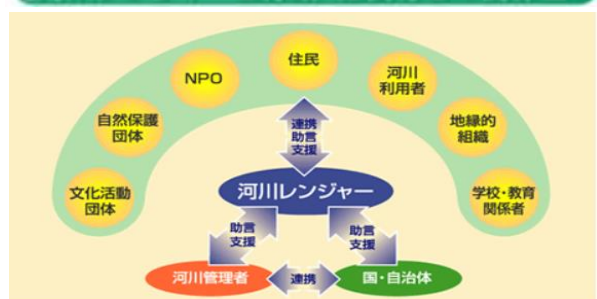 住民
NPO
河川
利用者
自然保護
団体
地縁的
組織
文化活動
団体
学校・教育
関係者
連携
助言
支援
河川レンジャー
助言
支援
助言
支援
河川管理者
連携
国・自治体